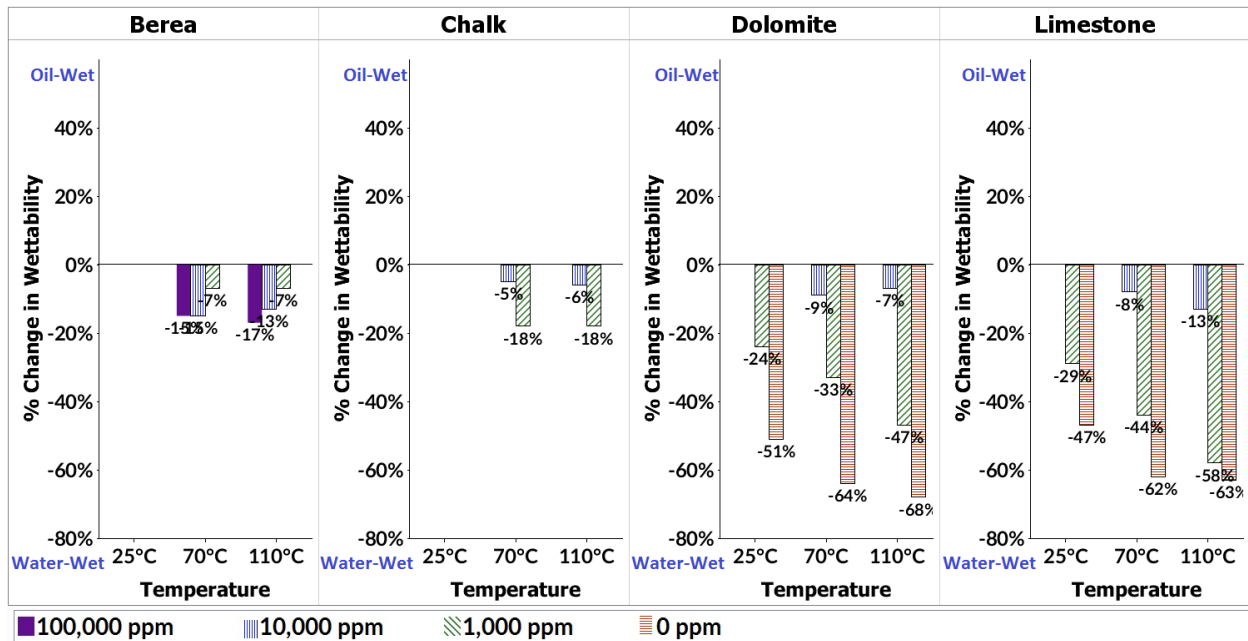 Berea
Chalk
Dolomite
Limestone
Oil-Wet
40%
20%
0%
-20%
-40%
-60%
-80%
Water-Wet
% Change in Wettability
-15%
-15%
-7%
-17%
-13%
-7%
25°C 70°C 110°C
Temperature
Oil-Wet
40%
20%
0%
-20%
-40%
-60%
-80%
Water-Wet
% Change in Wettability
-5%
-18%
-6%
-18%
25°C 70°C 110°C
Temperature
Oil-Wet
40%
20%
0%
-20%
-40%
-60%
-80%
Water-Wet
% Change in Wettability
-24%
-51%
-9%
-33%
-64%
-7%
-47%
-68%
25°C 70°C 110°C
Temperature
Oil-Wet
40%
20%
0%
-20%
-40%
-60%
-80%
Water-Wet
% Change in Wettability
-29%
-47%
-8%
-44%
-62%
-13%
-58%
-63%
25°C 70°C 110°C
Temperature
100,000 ppm 10,000 ppm 1,000 ppm 0 ppm